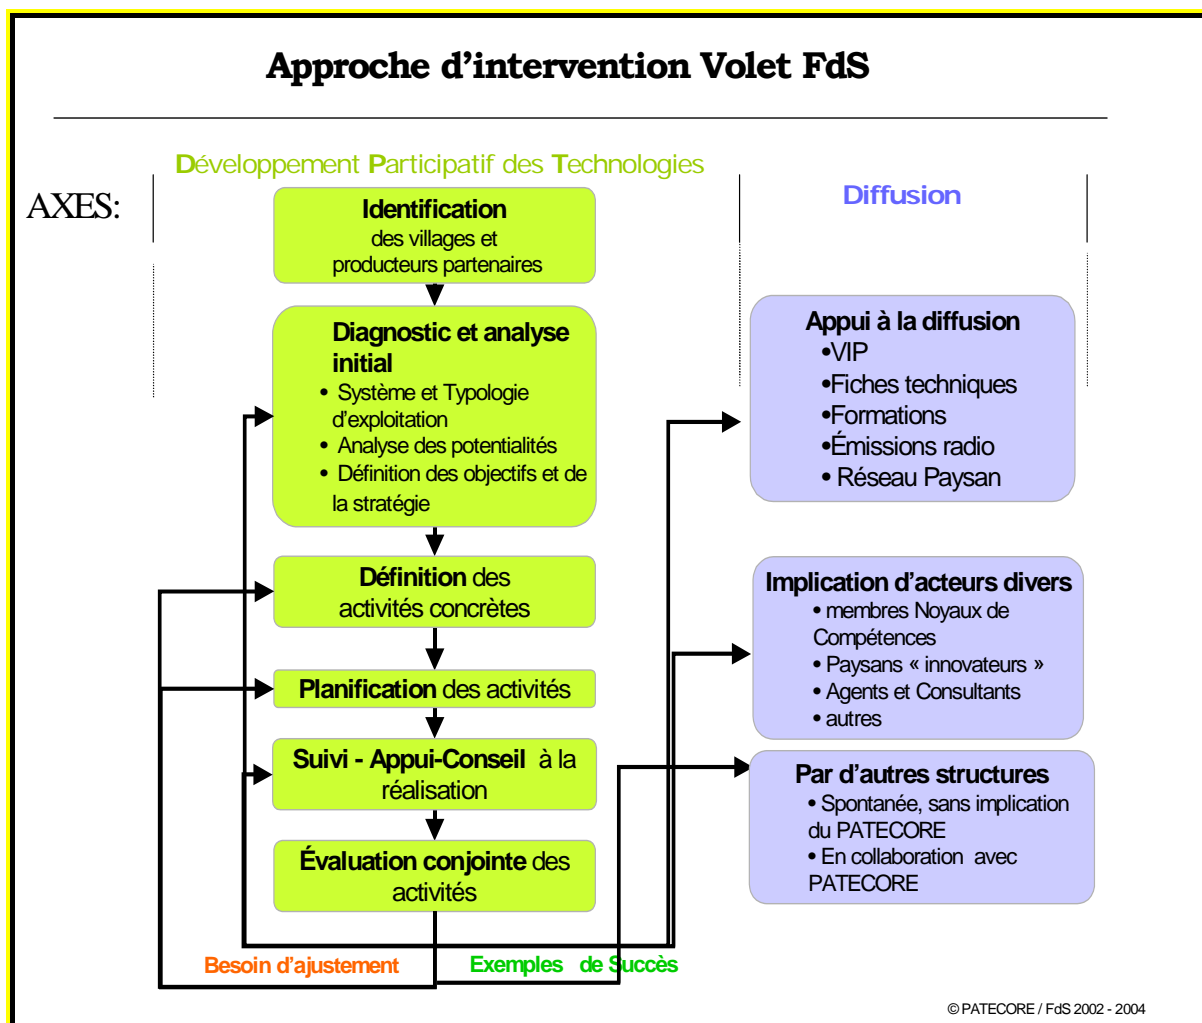 Approche d'intervention Volet FdS
AXES:
Développement Participatif des Technologies
Identification
des villages et
producteurs partenaires
Diagnostic et analyse
initial
• Système et Typologie
d'exploitation
• Analyse des potentialités
• Définition des objectifs et de
la stratégie
Définition des
activités concrètes
Planification des activités
Suivi - Appui-Conseil à la
réalisation
Évaluation conjointe des
activités
Besoin d'ajustement
Exemples de Succès
Diffusion
Appui à la diffusion
•VIP
•Fiches techniques
•Formations
•Émissions radio
• Réseau Paysan
Implication d'acteurs divers
• membres Noyaux de
Compétences
• Paysans « innovateurs »
• Agents et Consultants
• autres
Par d'autres structures
• Spontanée, sans implication
du PATECORE
• En collaboration avec
PATECORE
© PATECORE / FdS 2002 - 2004